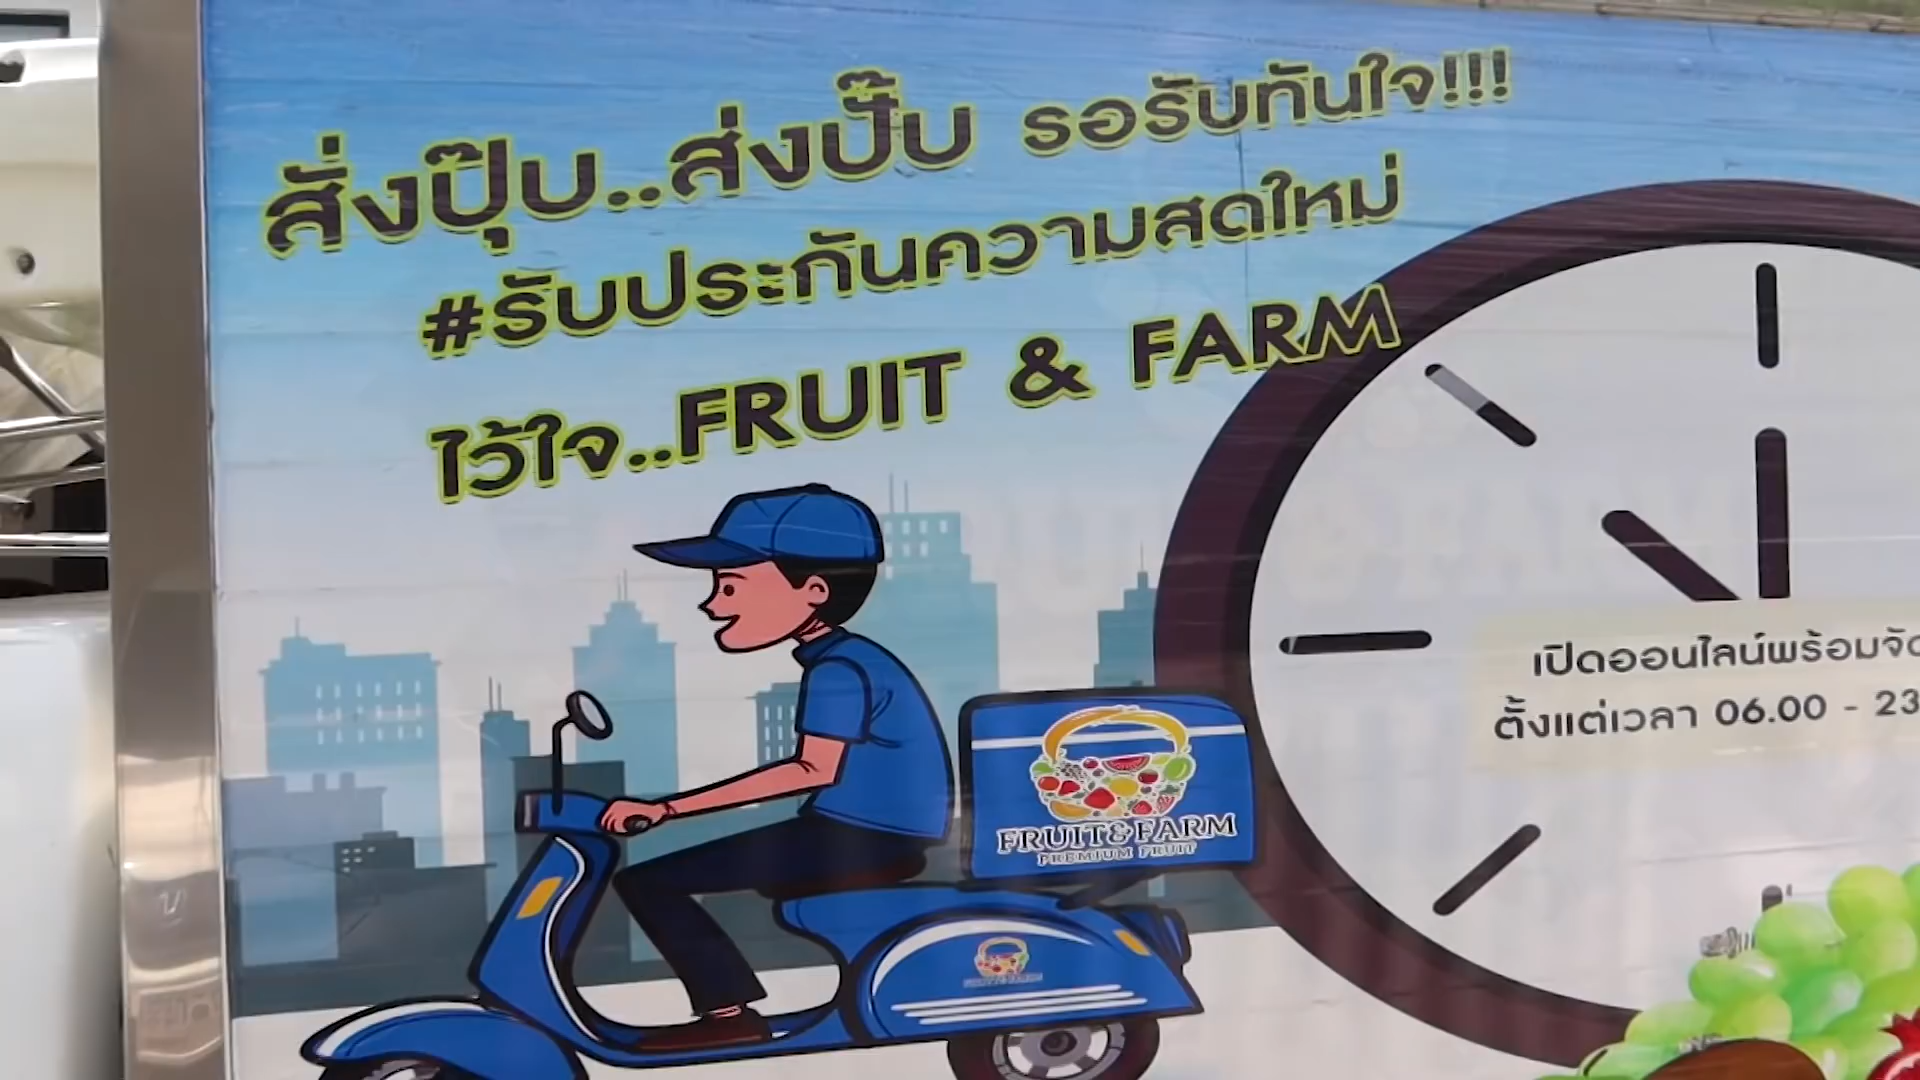 สั่งปุ๊บ..ส่งปั๊บ รอรับทันใจ!!!
#รับประกันความสดใหม่
ไว้ใจ..FRUIT & FARM
เปิดออนไลน์พร้อมจัด
ตั้งแต่เวลา 06.00 - 23
FRUIT&FARM
PREMIUM FRUIT